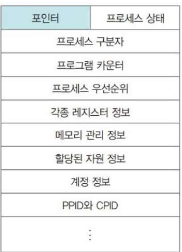 포인터 프로세스 상태
프로세스 구분자
프로그램 카운터
프로세스 우선순위
각종 레지스터 정보
메모리 관리 정보
할당된 자원 정보
계정 정보
PPID와 CPID
⋮